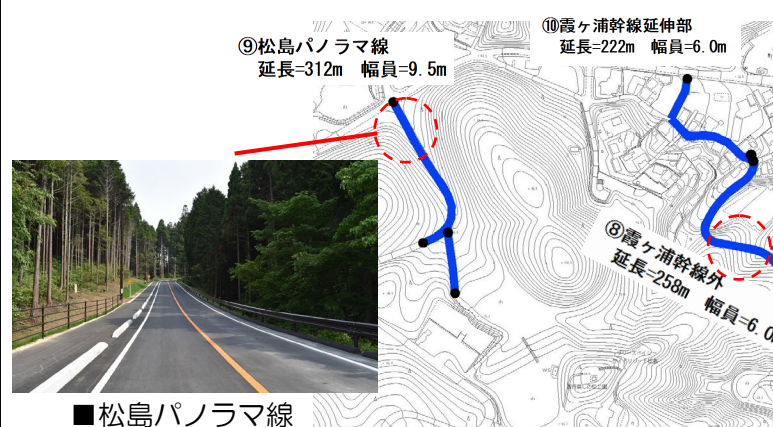 ⑨松島パノラマ線
延長=312m 幅員=9.5m
⑩霞ヶ浦幹線延伸部
延長=222m 幅員=6.0m
⑧霞ヶ浦幹線外
延長=258m 幅員=6.0
■松島パノラマ線